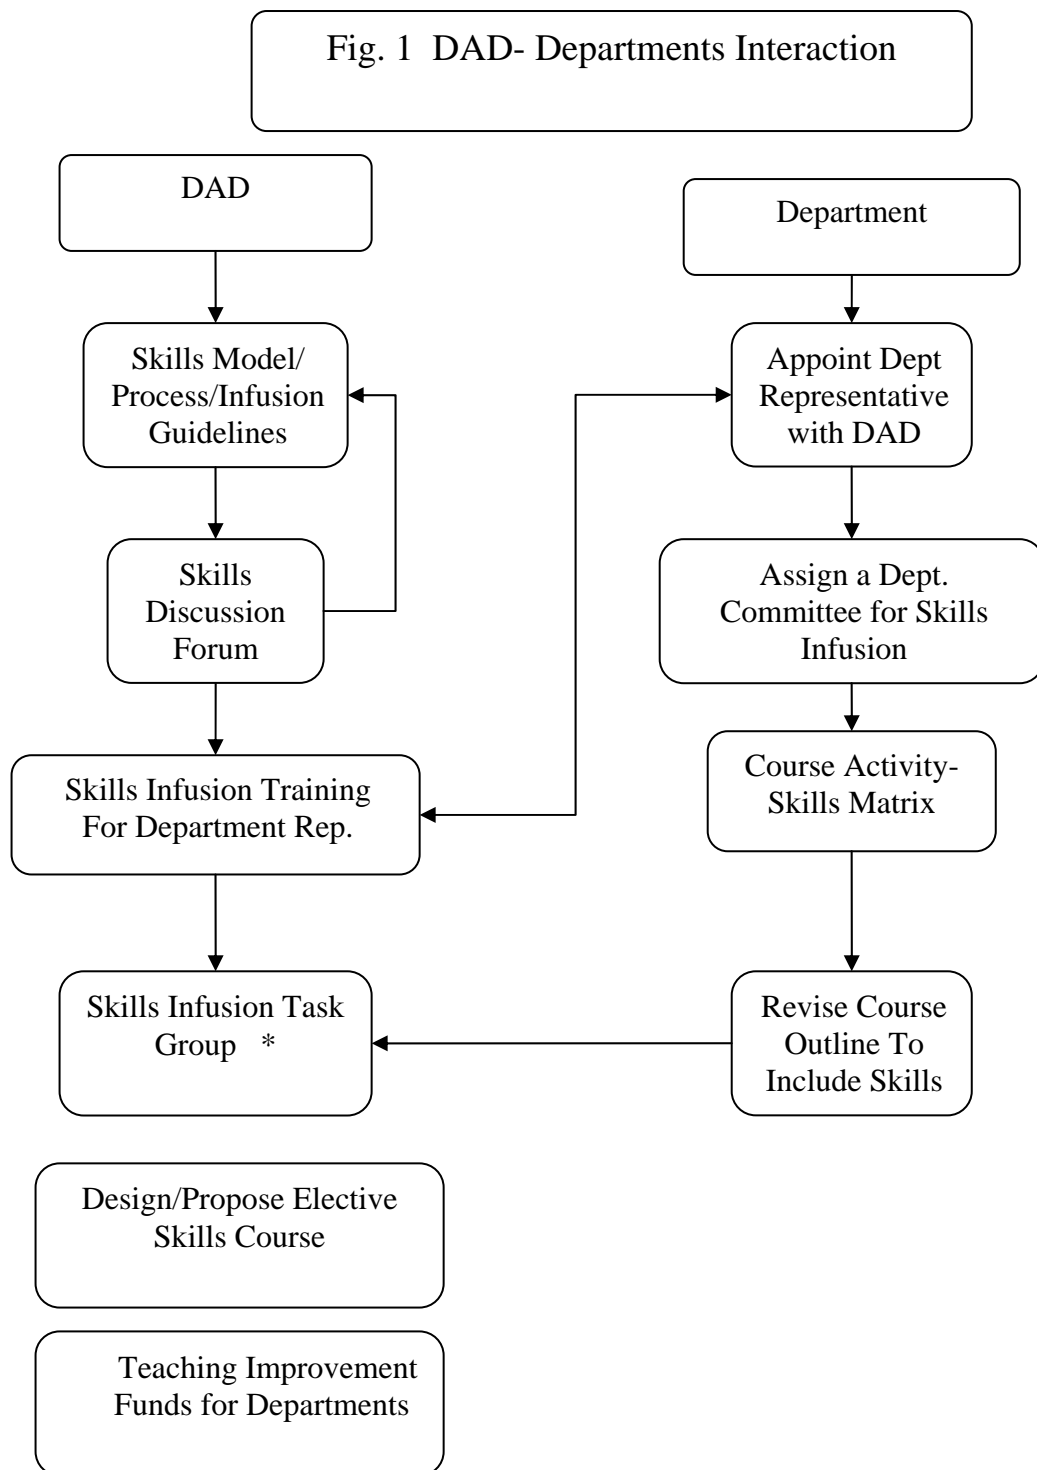 Fig. 1 DAD- Departments Interaction
DAD
Department
Skills Model/
Process/Infusion
Guidelines
Appoint Dept
Representative
with DAD
Skills
Discussion
Forum
Assign a Dept.
Committee for Skills
Infusion
Skills Infusion Training
For Department Rep.
Course Activity-
Skills Matrix
Skills Infusion Task
Group *
Revise Course
Outline To
Include Skills
Design/Propose Elective
Skills Course
Teaching Improvement
Funds for Departments